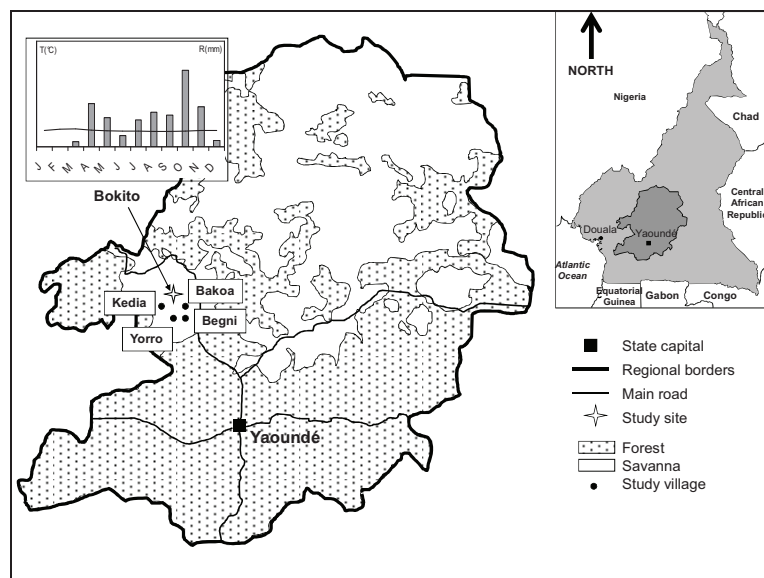 T(°C) R(mm)
J F M A M J J A S O N D
Bokito
Bakoa
Kedia
Begni
Yorro
Yaoundé
NORTH
Nigeria
Chad
Central
African
Republic
Douala
Yaoundé
Atlantic
Ocean
Equatorial
Guinea
Gabon
Congo
State capital
Regional borders
Main road
Study site
Forest
Savanna
Study village